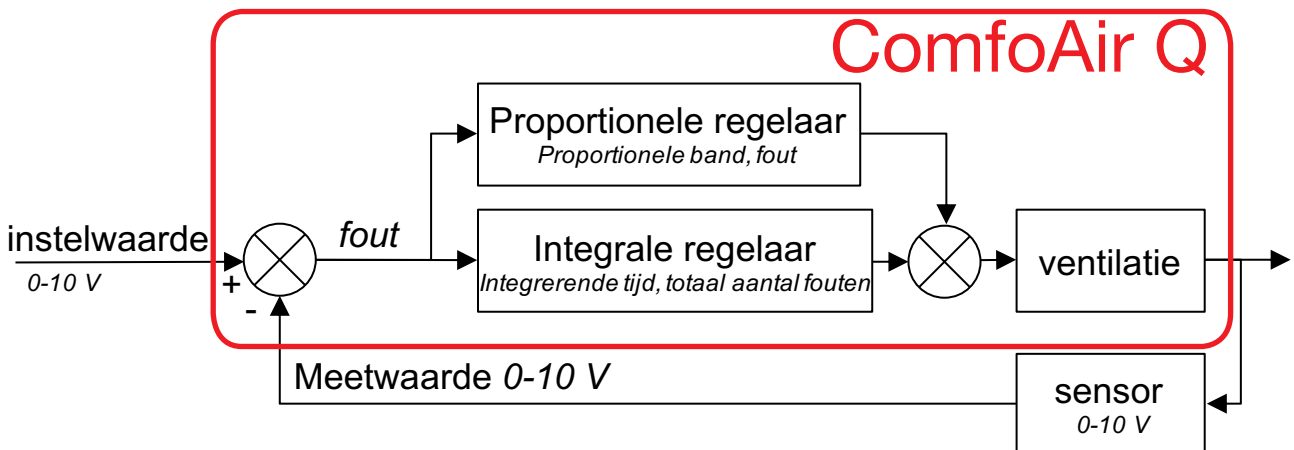 ComfoAir Q
Proportionele regelaar
Proportionele band, fout
instelwaarde
0-10 V
+
-
fout
Integrale regelaar
Integrerende tijd, totaal aantal fouten
ventilatie
Meetwaarde 0-10 V
sensor
0-10 V